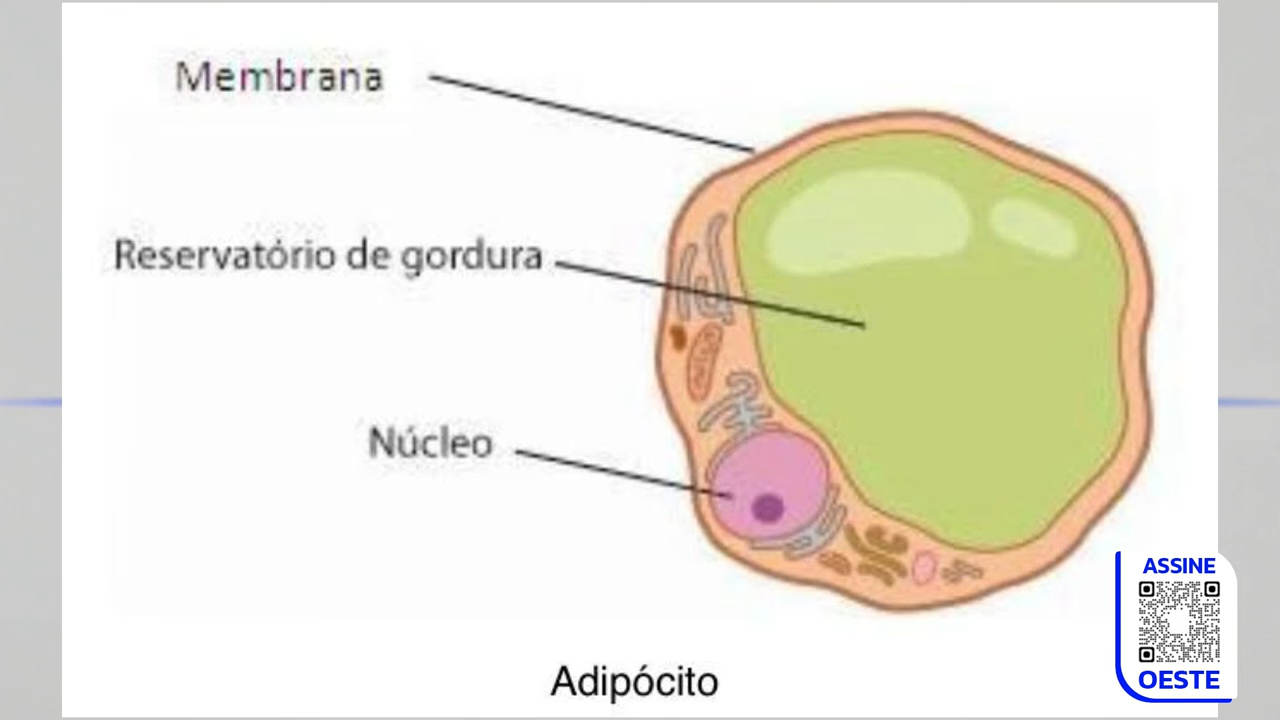 Membrana
Reservatório de gordura
Núcleo
Adipócito
ASSINE
OESTE